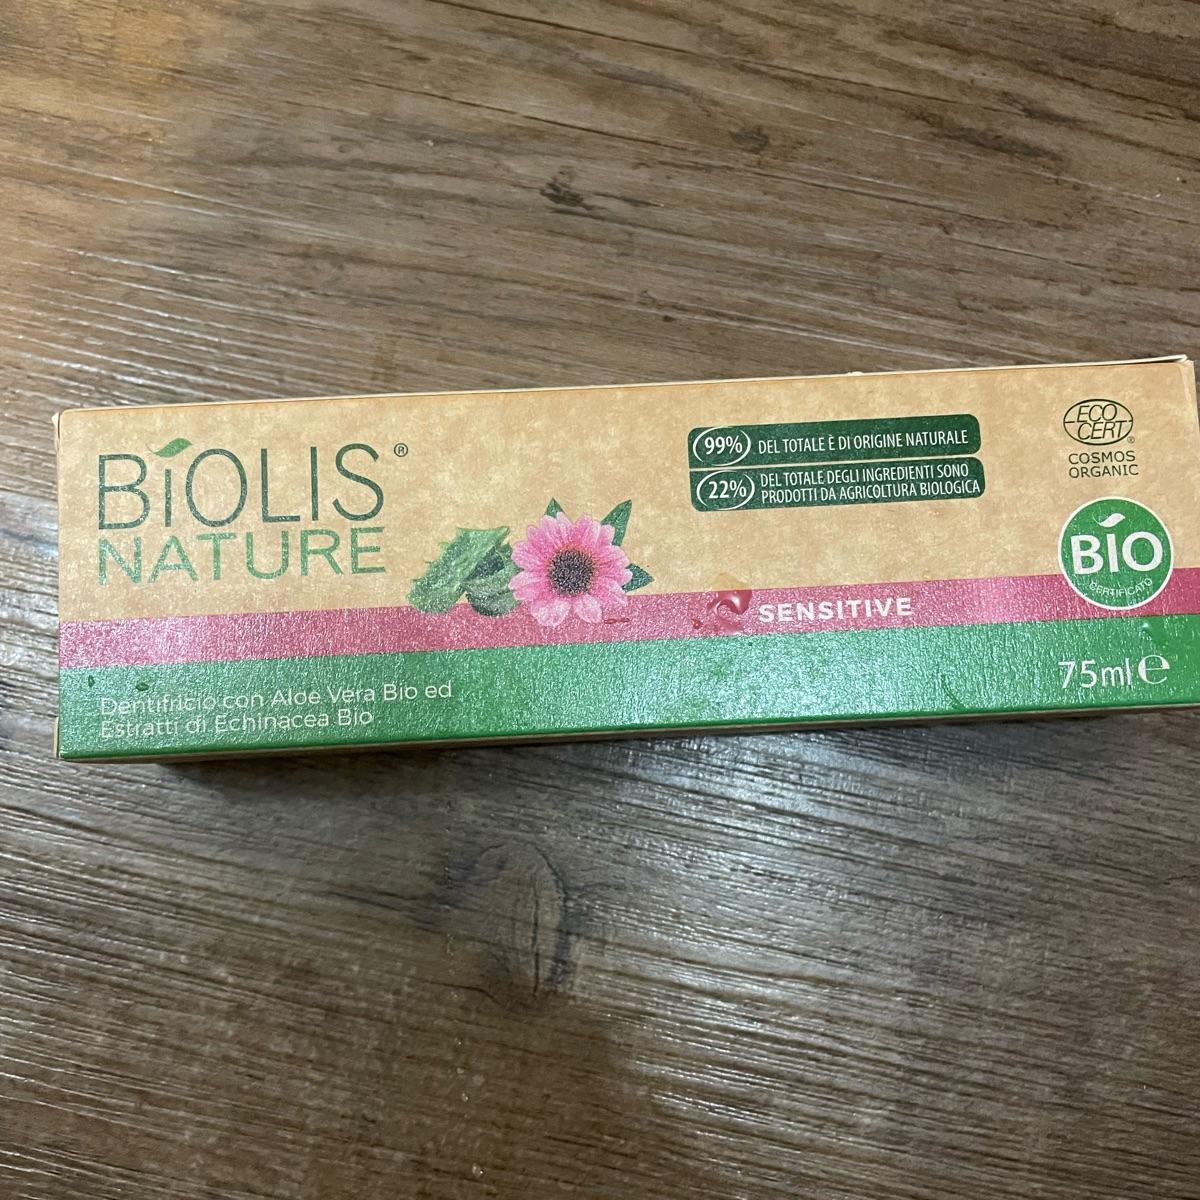 BiOLIS®
NATURE
99% DEL TOTALE È DI ORIGINE NATURALE
22% DEL TOTALE DEGLI INGREDIENTI SONO
PRODOTTI DA AGRICOLTURA BIOLOGICA
ECO
CERT®
COSMOS
ORGANIC
BIO
CERTIFICATO
SENSITIVE
Dentifricio con Aloe Vera Bio ed
Estratti di Echinacea Bio
75ml ℮